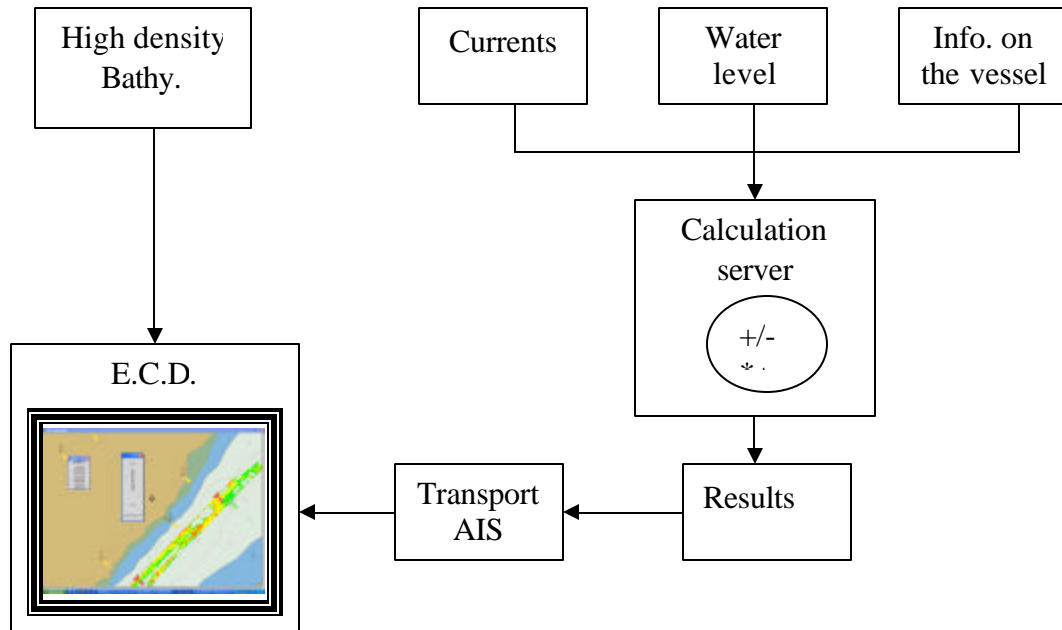 High density
Bathy.
Currents
Water
level
Info. on
the vessel
Calculation
server
+/-
E.C.D.
Transport
AIS
Results